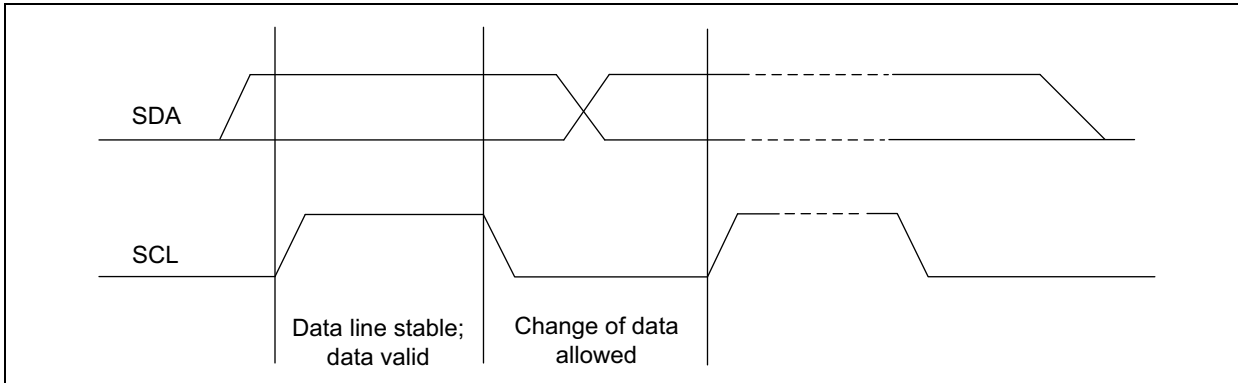 SDA
SCL
Data line stable;
data valid
Change of data
allowed